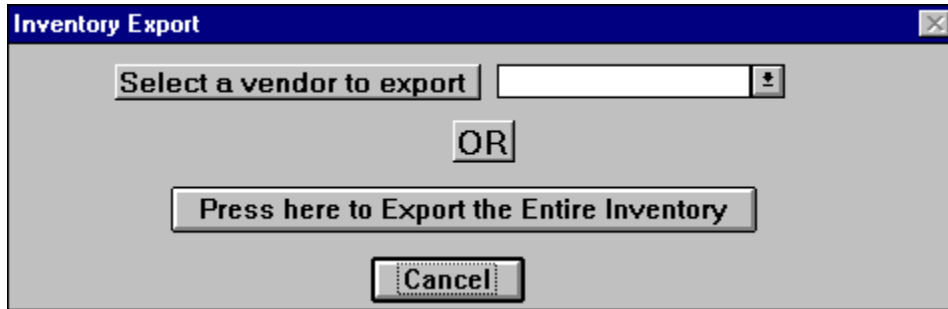 Inventory Export
Select a vendor to export
OR
Press here to Export the Entire Inventory
Cancel